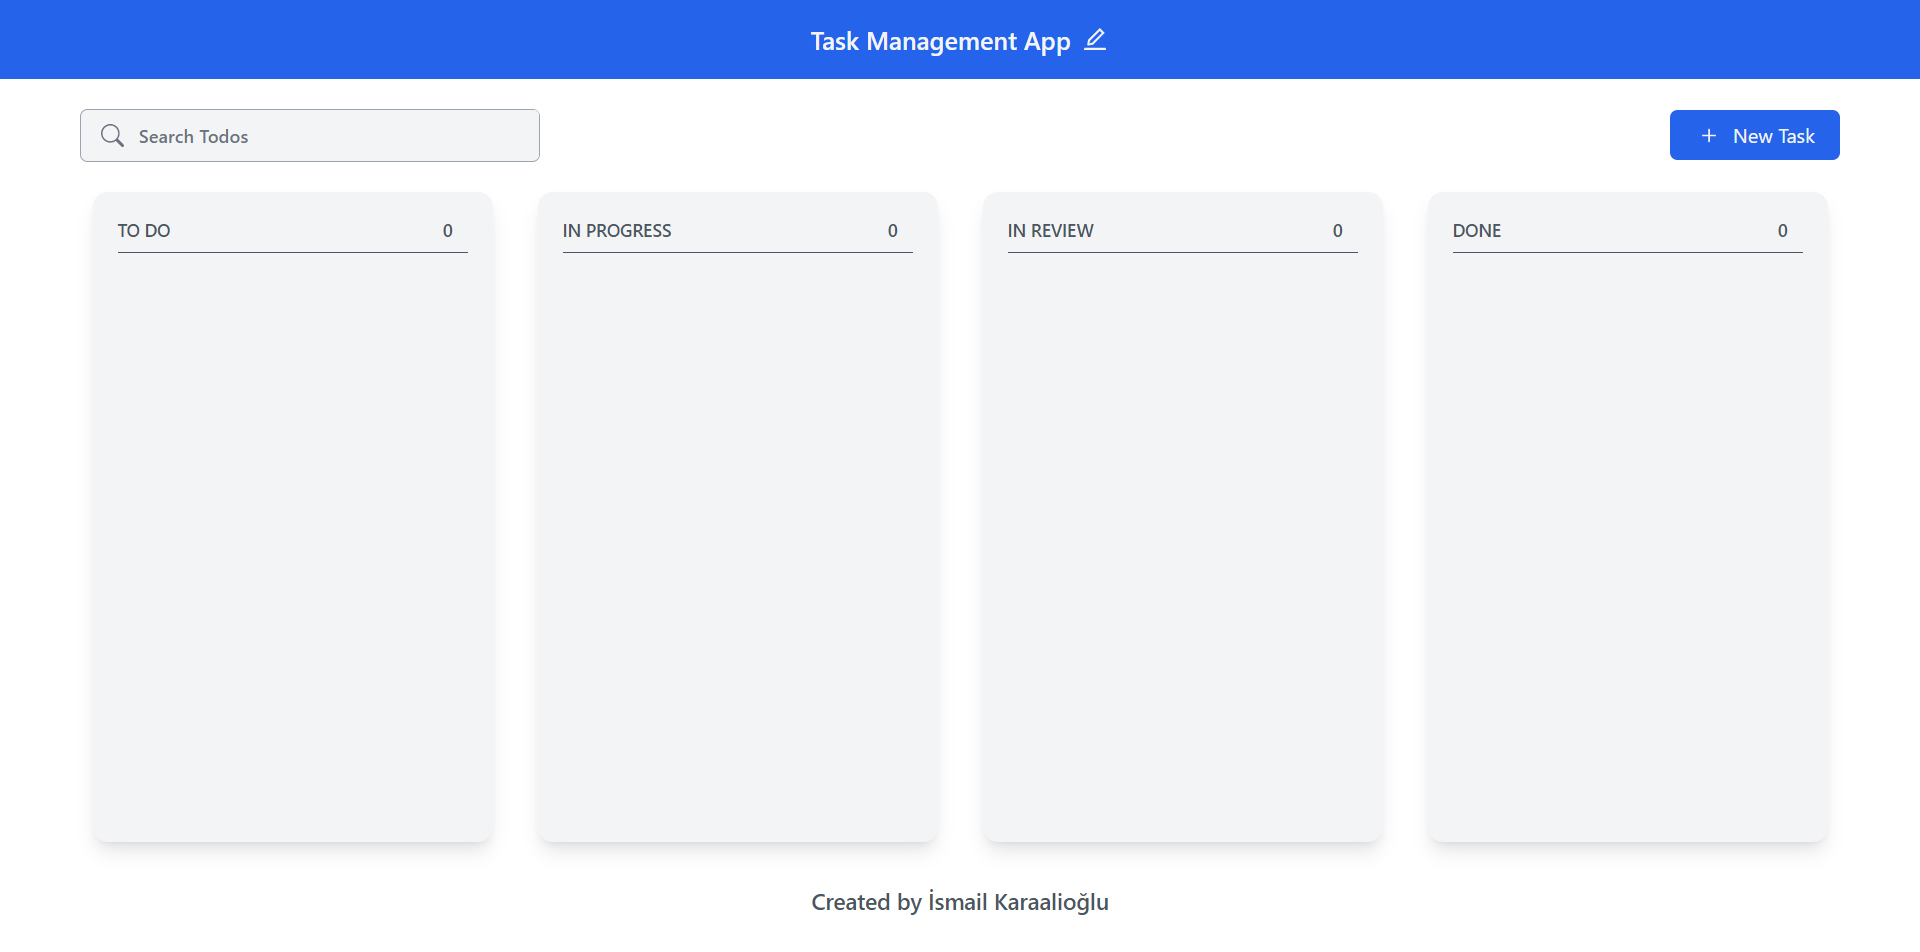 Task Management App
Search Todos
+ New Task
TO DO 0
IN PROGRESS 0
IN REVIEW 0
DONE 0
Created by İsmail Karaalioğlu